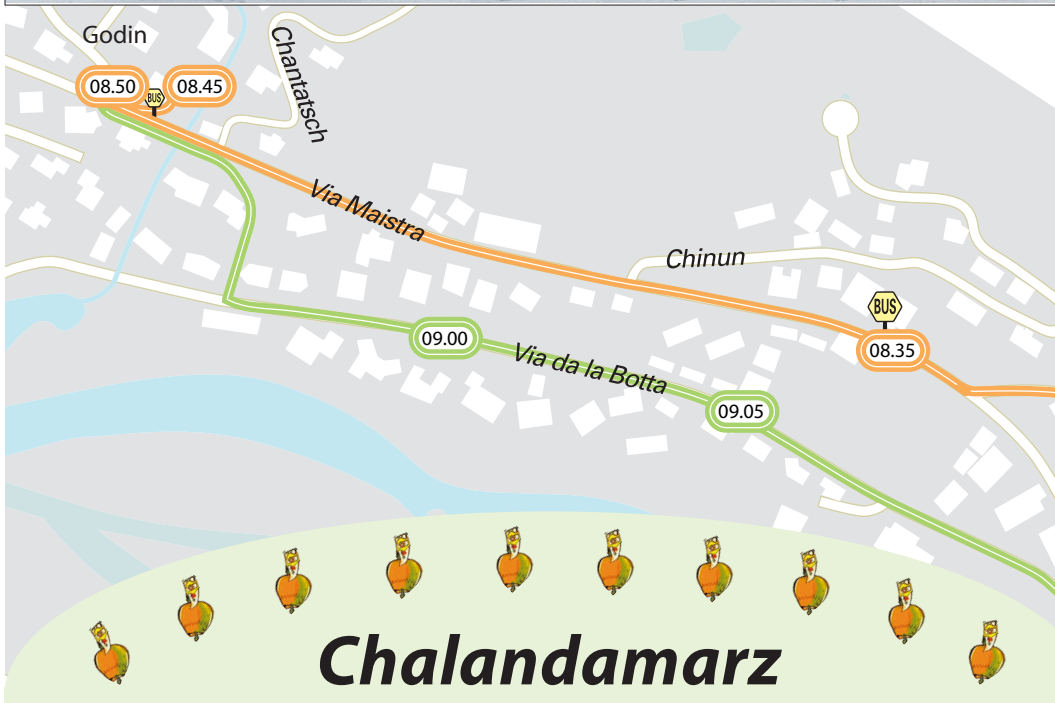 Godin
08.50
BUS
08.45
Chantatsch
Via Maistra
Chinun
BUS
08.35
09.00
Via da la Botta
09.05
Chalandamarz